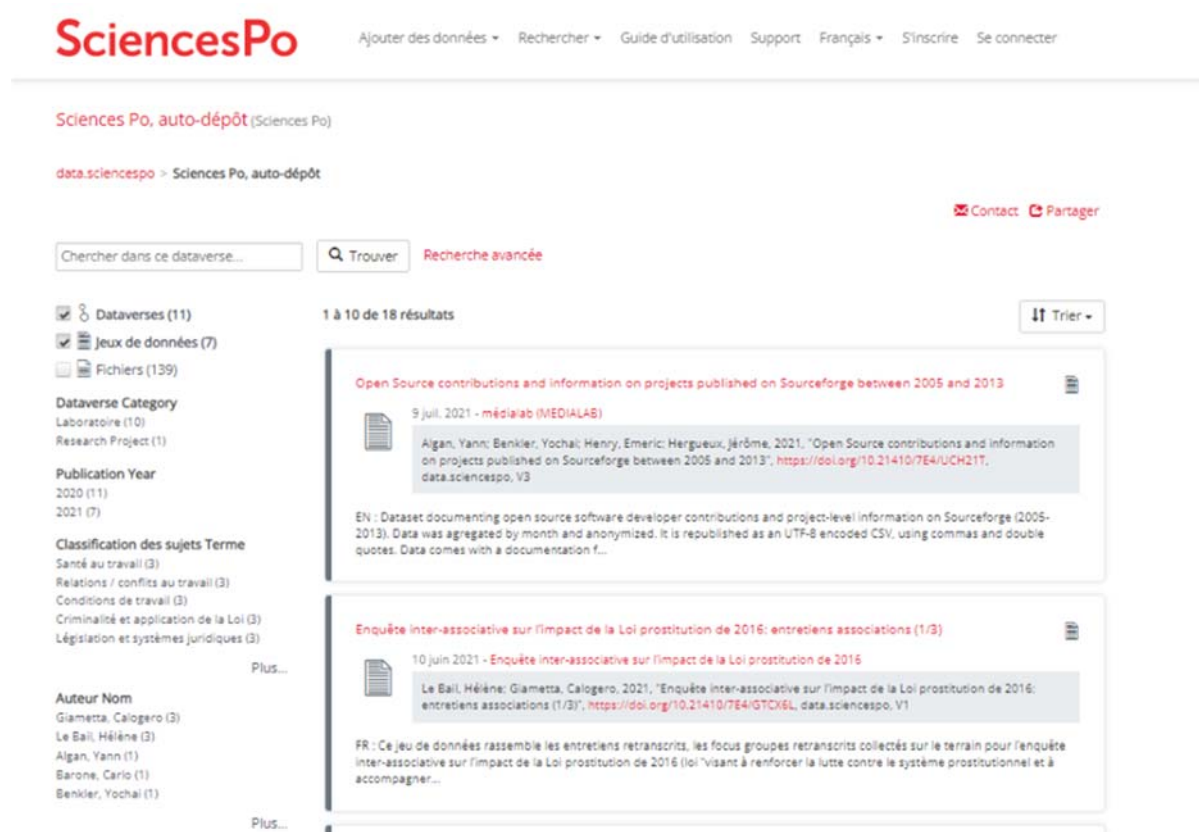 SciencesPo
Ajouter des données Rechercher Guide d'utilisation Support Français S'inscrire Se connecter
Sciences Po, auto-dépôt (Sciences Po)
data.sciencespo > Sciences Po, auto-dépôt
Contact Partager
Chercher dans ce dataverse...
Trouver
Recherche avancée
Dataverses (11)
Jeux de données (7)
Fichiers (139)
Dataverse Category
Laboratoire (10)
Research Project (1)
Publication Year
2020 (11)
2021 (7)
Classification des sujets Terme
Santé au travail (3)
Relations / conflits au travail (3)
Conditions de travail (3)
Criminalité et application de la Loi (3)
Législation et systèmes juridiques (3)
Plus...
Auteur Nom
Giametta, Calogero (3)
Le Bail, Hélène (3)
Algan, Yann (1)
Barone, Carlo (1)
Benkler, Yochai (1)
Plus...
1 à 10 de 18 résultats
Trier
Open Source contributions and information on projects published on Sourceforge between 2005 and 2013
9 juil. 2021 - médialab (MEDIALAB)
Algan, Yann; Benkler, Yochai; Henry, Emeric; Hergueux, Jérôme, 2021, "Open Source contributions and information
on projects published on Sourceforge between 2005 and 2013", https://doi.org/10.21410/7E4/UCH21T,
data.sciencespo, V3
EN : Dataset documenting open source software developer contributions and project-level information on Sourceforge (2005-
2013). Data was agregated by month and anonymized. It is republished as an UTF-8 encoded CSV, using commas and double
quotes. Data comes with a documentation f...
Enquête inter-associative sur l'impact de la Loi prostitution de 2016: entretiens associations (1/3)
10 juin 2021 - Enquête inter-associative sur l'impact de la Loi prostitution de 2016
Le Bail, Hélène; Giametta, Calogero, 2021, "Enquête inter-associative sur l'impact de la Loi prostitution de 2016:
entretiens associations (1/3)", https://doi.org/10.21410/7E4/GTCX6L, data.sciencespo, V1
FR : Ce jeu de données rassemble les entretiens retranscrits, les focus groupes retranscrits collectés sur le terrain pour l'enquête
inter-associative sur l'impact de la Loi prostitution de 2016 (loi "visant à renforcer la lutte contre le système prostitutionnel et à
accompagner...